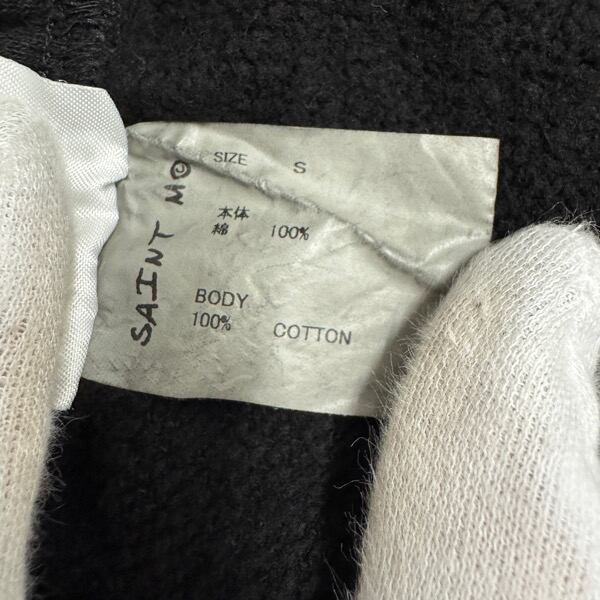 SIZE S
本体
綿 100%
BODY
100% COTTON
SAINT MO